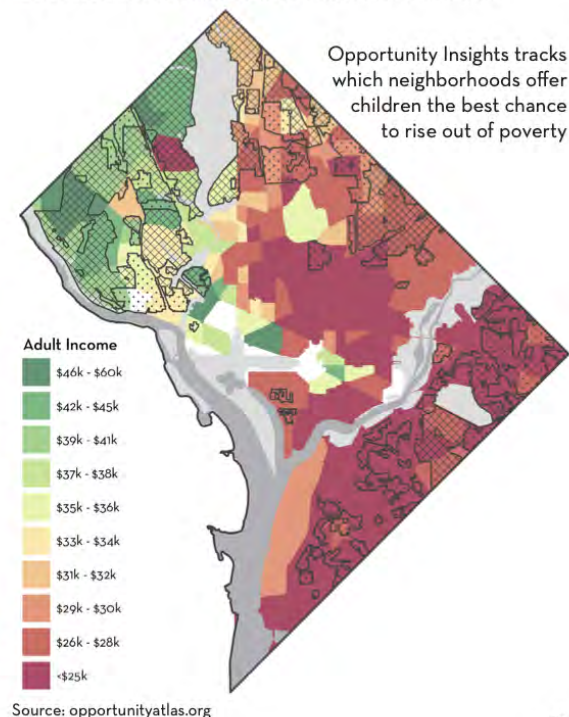 Opportunity Insights tracks
which neighborhoods offer
children the best chance
to rise out of poverty
Adult Income
$46k - $60k
$42k - $45k
$39k - $41k
$37k - $38k
$35k - $36k
$33k - $34k
$31k - $32k
$29k - $30k
$26k - $28k
<$25k
Source: opportunityatlas.org